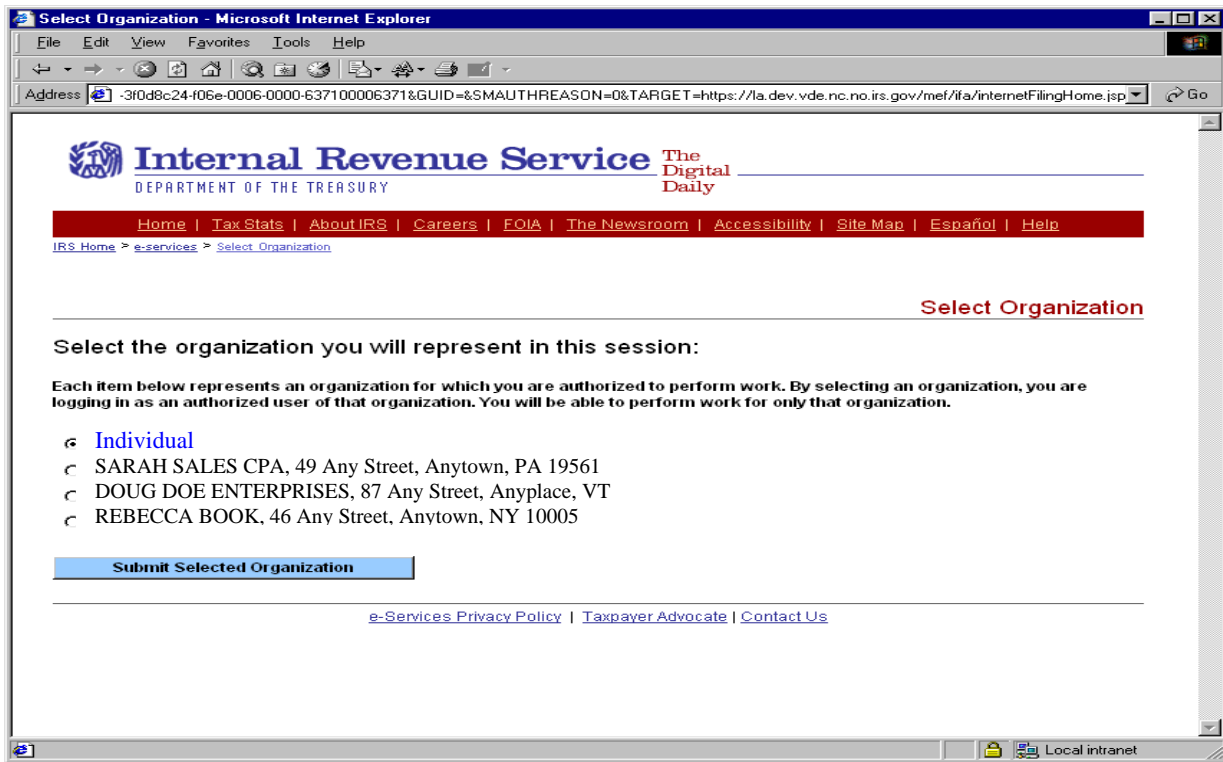 Select Organization - Microsoft Internet Explorer
File Edit View Favorites Tools Help
Address -3f0d8c24-f06e-0006-0000-637100006371&GUID=&SMAUTHREASON=0&TARGET=https://la.dev.vde.nc.no.irs.gov/mef/ifa/internetFilingHome.jsp Go
Internal Revenue Service The Digital Daily
DEPARTMENT OF THE TREASURY
Home | Tax Stats | About IRS | Careers | FOIA | The Newsroom | Accessibility | Site Map | Español | Help
IRS Home > e-services > Select Organization
Select Organization
Select the organization you will represent in this session:
Each item below represents an organization for which you are authorized to perform work. By selecting an organization, you are
logging in as an authorized user of that organization. You will be able to perform work for only that organization.
Individual
SARAH SALES CPA, 49 Any Street, Anytown, PA 19561
DOUG DOE ENTERPRISES, 87 Any Street, Anyplace, VT
REBECCA BOOK, 46 Any Street, Anytown, NY 10005
Submit Selected Organization
e-Services Privacy Policy | Taxpayer Advocate | Contact Us
Local intranet